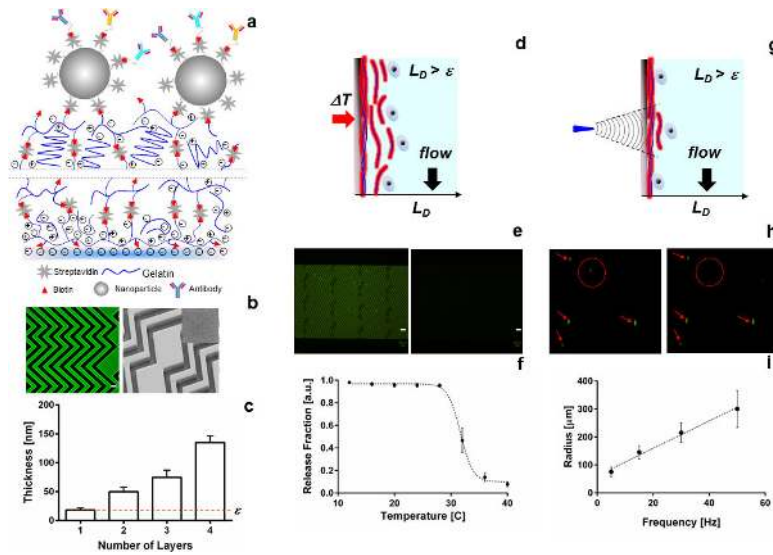 a
Streptavidin
Gelatin
Biotin
Nanoparticle
Antibody
b
c
Thickness [nm]
200
150
100
50
0
ε
1 2 3 4
Number of Layers
d
L_D > ε
ΔT
flow
L_D
e
f
Release Fraction [a.u.]
1.0
0.8
0.6
0.4
0.2
0.0
10 20 30 40
Temperature [C]
g
L_D > ε
flow
L_D
h
i
Radius [µm]
400
300
200
100
0
0 20 40 60
Frequency [Hz]